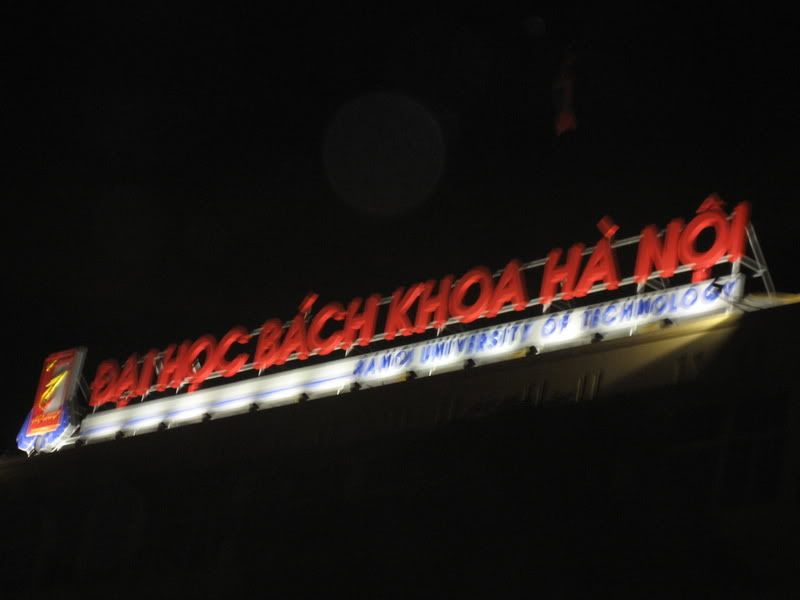 ĐẠI HỌC BÁCH KHOA HÀ NỘI
HANOI UNIVERSITY OF TECHNOLOGY